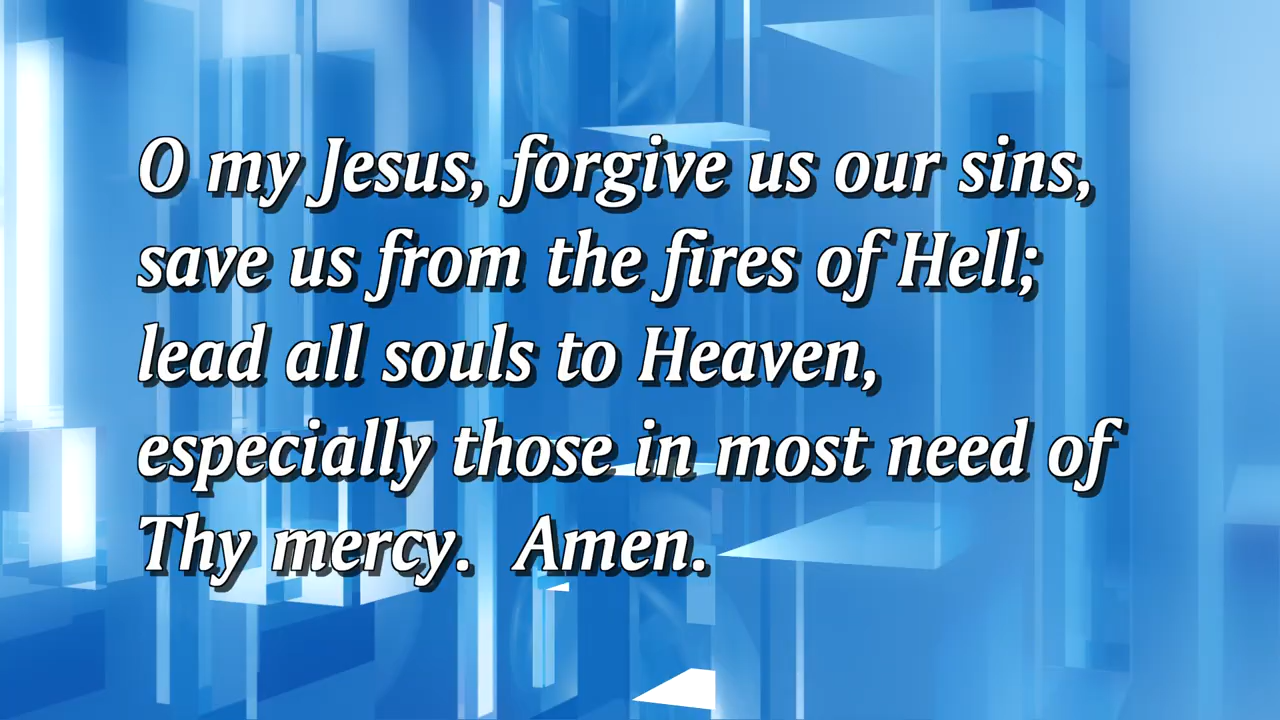 O my Jesus, forgive us our sins,
save us from the fires of Hell;
lead all souls to Heaven,
especially those in most need of
Thy mercy.  Amen.